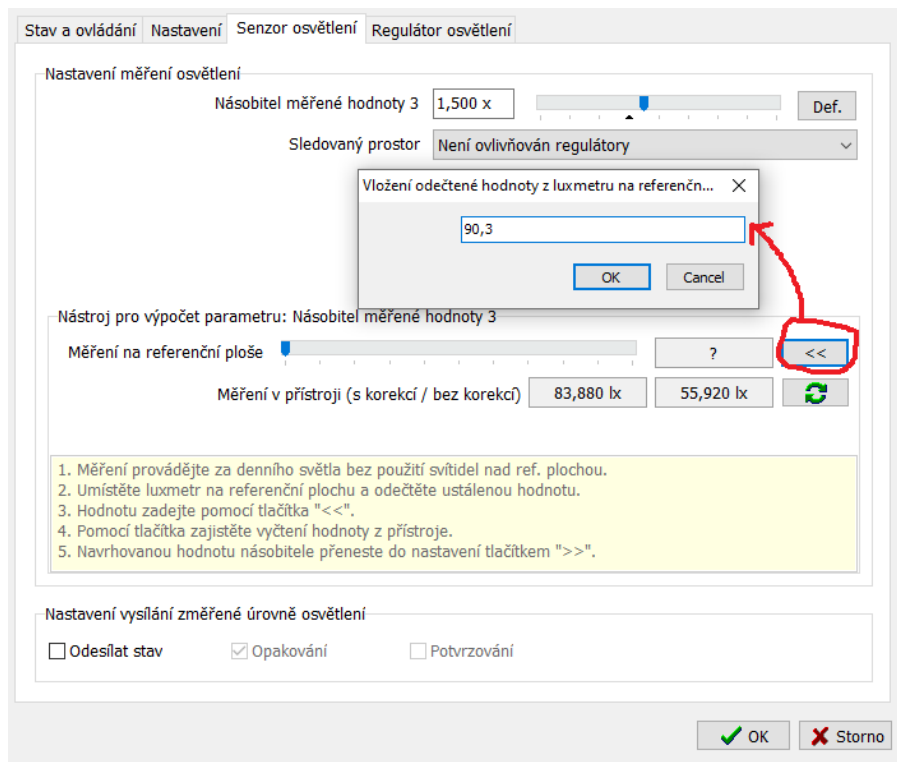 Stav a ovládání Nastavení Senzor osvětlení Regulátor osvětlení
Nastavení měření osvětlení
Násobitel měřené hodnoty 3 1,500 x Def.
Sledovaný prostor Není ovlivňován regulátory
Vložení odečtené hodnoty z luxmetru na referenčn...
90,3
OK Cancel
Nástroj pro výpočet parametru: Násobitel měřené hodnoty 3
Měření na referenční ploše ? <<
Měření v přístroji (s korekcí / bez korekcí) 83,880 lx 55,920 lx
1. Měření provádějte za denního světla bez použití svítidel nad ref. plochou.
2. Umístěte luxmetr na referenční plochu a odečtěte ustálenou hodnotu.
3. Hodnotu zadejte pomocí tlačítka "<<".
4. Pomocí tlačítka zajistěte vyčtení hodnoty z přístroje.
5. Navrhovanou hodnotu násobitele přeneste do nastavení tlačítkem ">>".
Nastavení vysílání změřené úrovně osvětlení
Odesílat stav Opakování Potvrzování
OK Storno